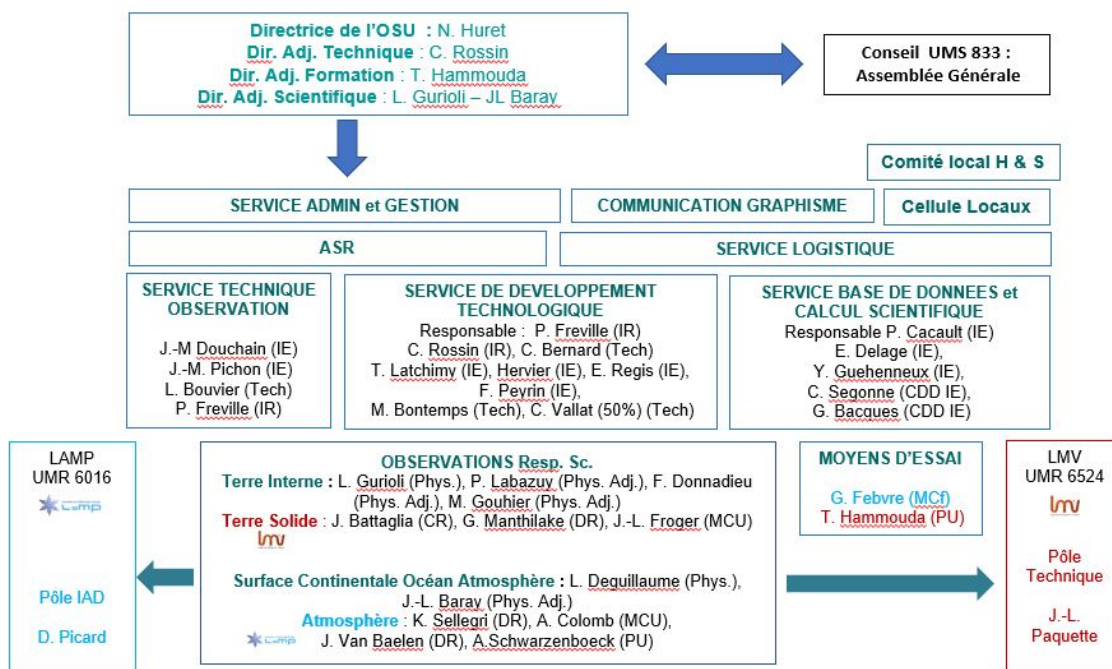 Directrice de l'OSU : N. Huret
Dir. Adj. Technique : C. Rossin
Dir. Adj. Formation : T. Hammouda
Dir. Adj. Scientifique : L. Gurioli – JL Baray
Conseil UMS 833 :
Assemblée Générale
Comité local H & S
SERVICE ADMIN et GESTION
COMMUNICATION GRAPHISME
Cellule Locaux
ASR
SERVICE LOGISTIQUE
SERVICE TECHNIQUE
OBSERVATION
J.-M Douchain (IE)
J.-M. Pichon (IE)
L. Bouvier (Tech)
P. Freville (IR)
SERVICE DE DEVELOPPEMENT
TECHNOLOGIQUE
Responsable : P. Freville (IR)
C. Rossin (IR), C. Bernard (Tech)
T. Latchimy (IE), Hervier (IE), E. Regis (IE),
F. Peyrin (IE),
M. Bontemps (Tech), C. Vallat (50%) (Tech)
SERVICE BASE DE DONNEES et
CALCUL SCIENTIFIQUE
Responsable P. Cacault (IE)
E. Delage (IE),
Y. Guehenneux (IE),
C. Segonne (CDD IE),
G. Bacques (CDD IE)
LAMP
UMR 6016
LaMP
Pôle IAD
D. Picard
OBSERVATIONS Resp. Sc.
Terre Interne : L. Gurioli (Phys.), P. Labazuy (Phys. Adj.), F. Donnadieu
(Phys. Adj.), M. Gouhier (Phys. Adj.)
Terre Solide : J. Battaglia (CR), G. Manthilake (DR), J.-L. Froger (MCU)
lmv
Surface Continentale Océan Atmosphère : L. Deguillaume (Phys.),
J.-L. Baray (Phys. Adj.)
Atmosphère : K. Sellegri (DR), A. Colomb (MCU),
LaMP
J. Van Baelen (DR), A.Schwarzenboeck (PU)
MOYENS D'ESSAI
G. Febvre (MCf)
T. Hammouda (PU)
LMV
UMR 6524
lmv
Pôle
Technique
J.-L.
Paquette